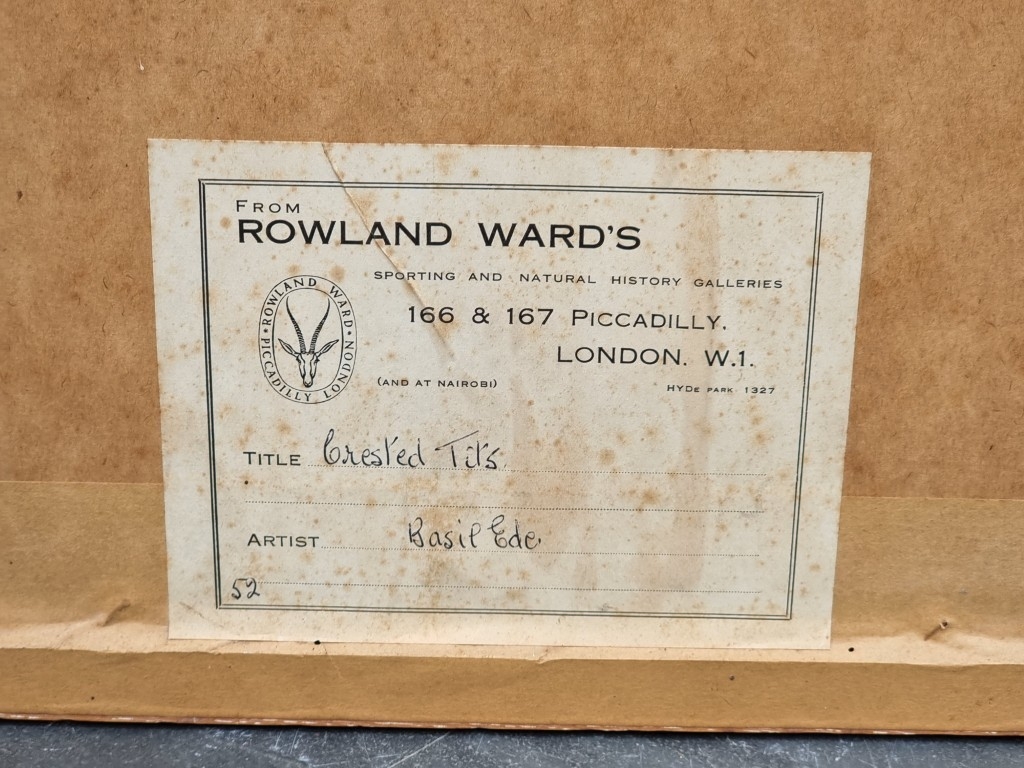 FROM
ROWLAND WARD'S
SPORTING AND NATURAL HISTORY GALLERIES
166 & 167 PICCADILLY,
LONDON. W.1.
(AND AT NAIROBI)
HYDE PARK 1327
ROWLAND WARD · PICCADILLY LONDON ·
TITLE Crested Tits.
ARTIST Basil Ede.
52